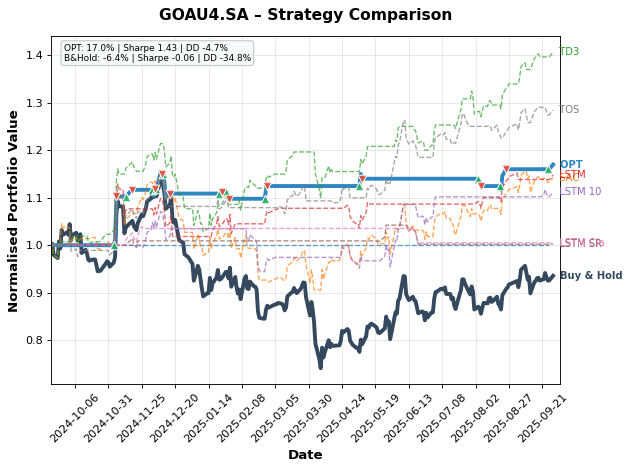 GOAU4.SA – Strategy Comparison
OPT: 17.0% | Sharpe 1.43 | DD -4.7%
B&Hold: -6.4% | Sharpe -0.06 | DD -34.8%
Normalised Portfolio Value
1.4
1.3
1.2
1.1
1.0
0.9
0.8
TD3
TOS
OPT
LSTM 10
Buy & Hold
2024-10-06
2024-10-31
2024-11-25
2024-12-20
2025-01-14
2025-02-08
2025-03-05
2025-03-30
2025-04-24
2025-05-19
2025-06-13
2025-07-08
2025-08-02
2025-08-27
2025-09-21
Date